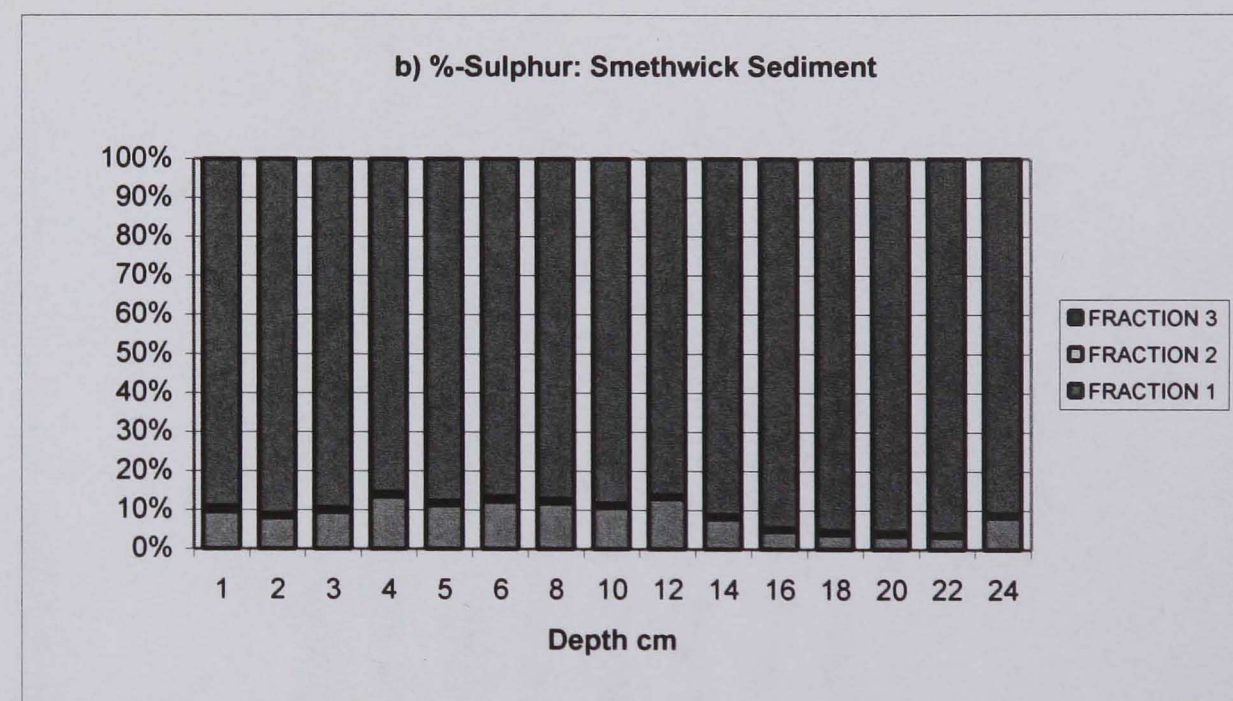 b) %-Sulphur: Smethwick Sediment
100%
90%
80%
70%
60%
50%
40%
30%
20%
10%
0%
1 2 3 4 5 6 8 10 12 14 16 18 20 22 24
Depth cm
FRACTION 3
FRACTION 2
FRACTION 1